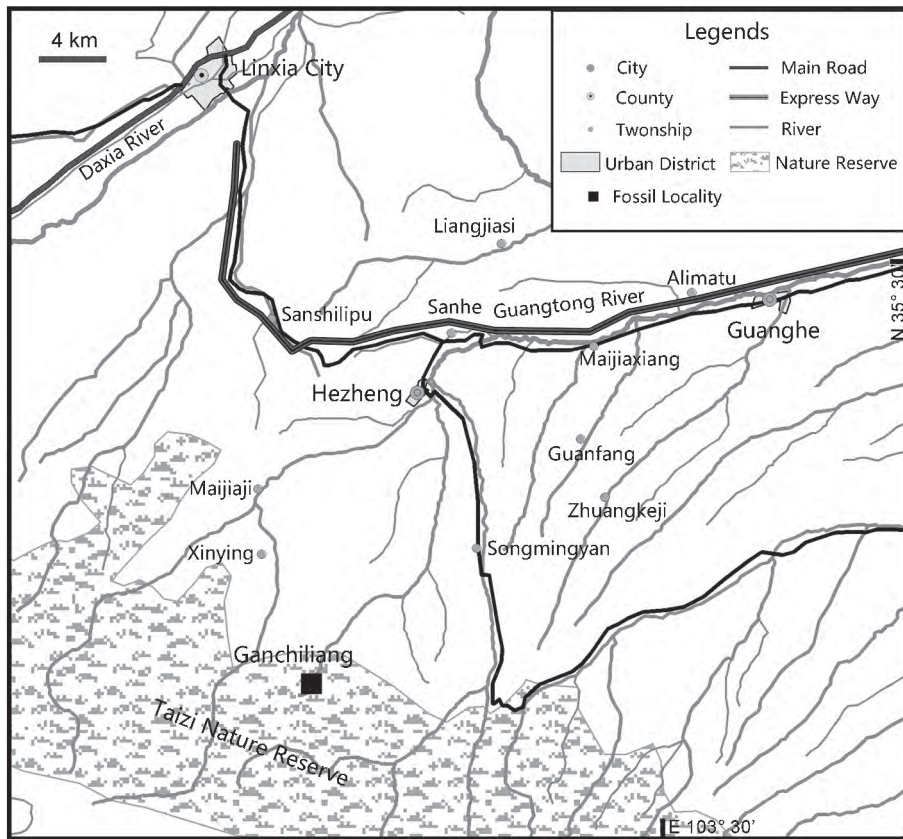 4 km
Linxia City
Daxia River
Legends
City
County
Twonship
Urban District
Fossil Locality
Main Road
Express Way
River
Nature Reserve
Liangjiasi
Alimatu
Sanshilipu
Sanhe
Guangtong River
Guanghe
N 35° 30'
Maijiaxiang
Hezheng
Guanfang
Maijiaji
Zhuangkeji
Xinying
Songmingyan
Ganchiliang
Taizi Nature Reserve
E 103° 30'